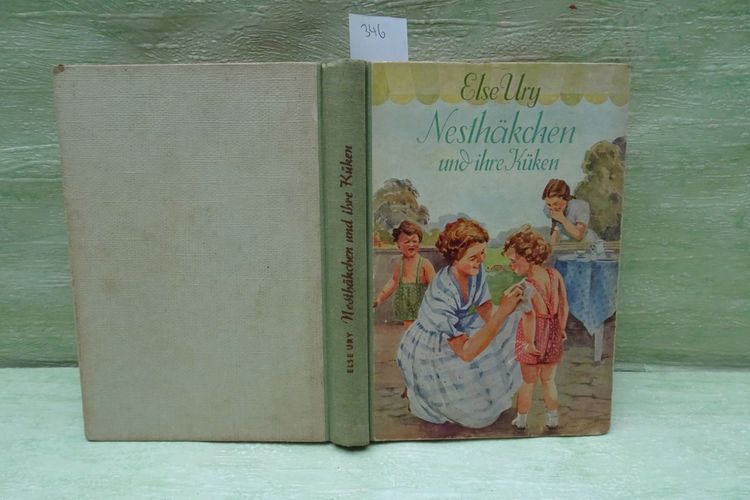 346
Else Ury
Nesthäkchen
und ihre Küken
ELSE URY Nesthäkchen und ihre Küken